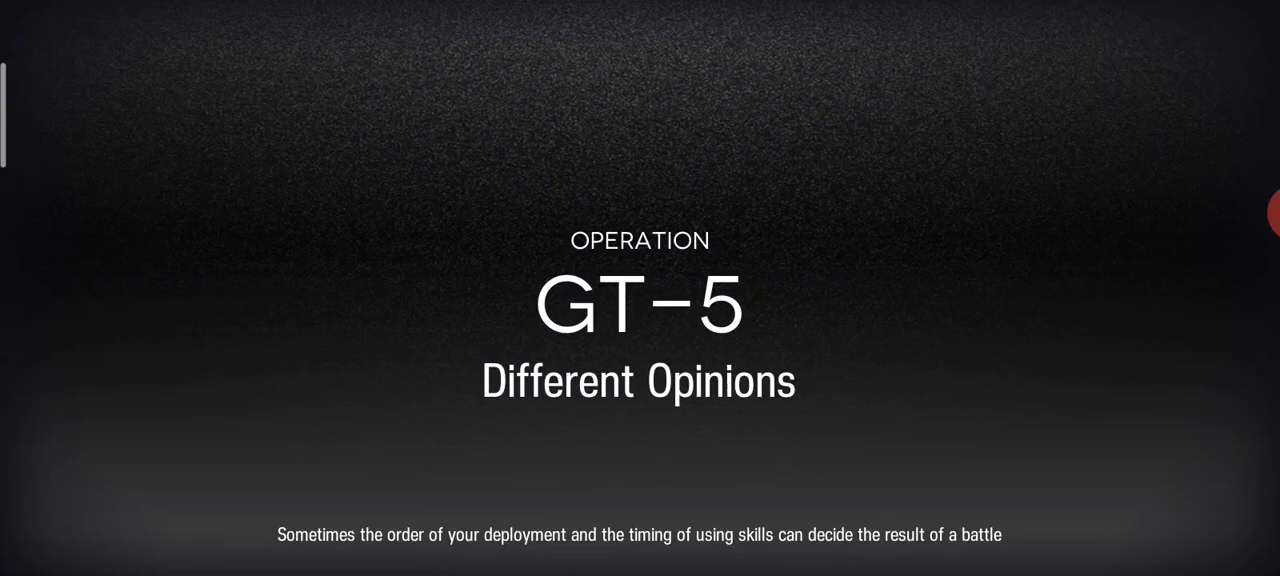 OPERATION
GT-5
Different Opinions
Sometimes the order of your deployment and the timing of using skills can decide the result of a battle